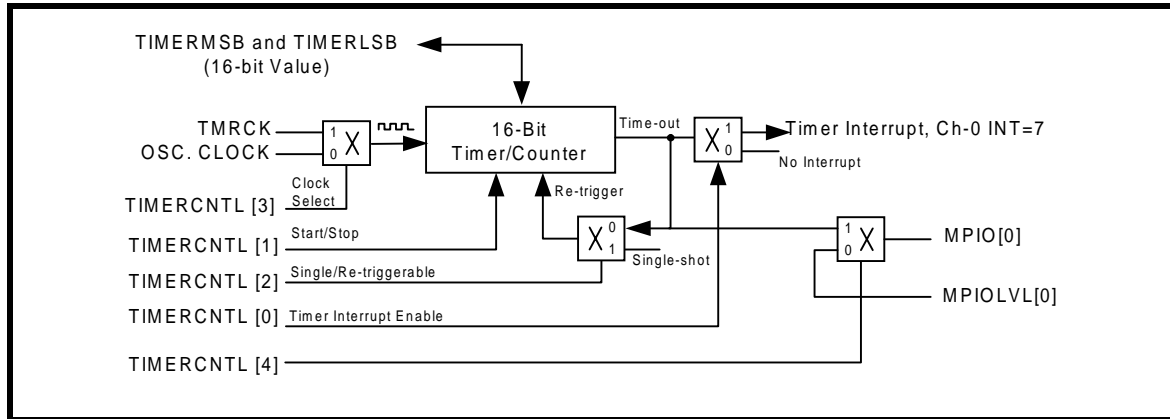 TIMERMSB and TIMERLSB
(16-bit Value)
TMRCK
OSC. CLOCK
1
0
X
16-Bit
Timer/Counter
Time-out
X
1
0
Timer Interrupt, Ch-0 INT=7
No Interrupt
Clock
Select
TIMERCNTL [3]
Re-trigger
Start/Stop
TIMERCNTL [1]
X
0
1
Single-shot
1
0
X
MPIO[0]
Single/Re-triggerable
TIMERCNTL [2]
MPIOLVL[0]
TIMERCNTL [0]
Timer Interrupt Enable
TIMERCNTL [4]